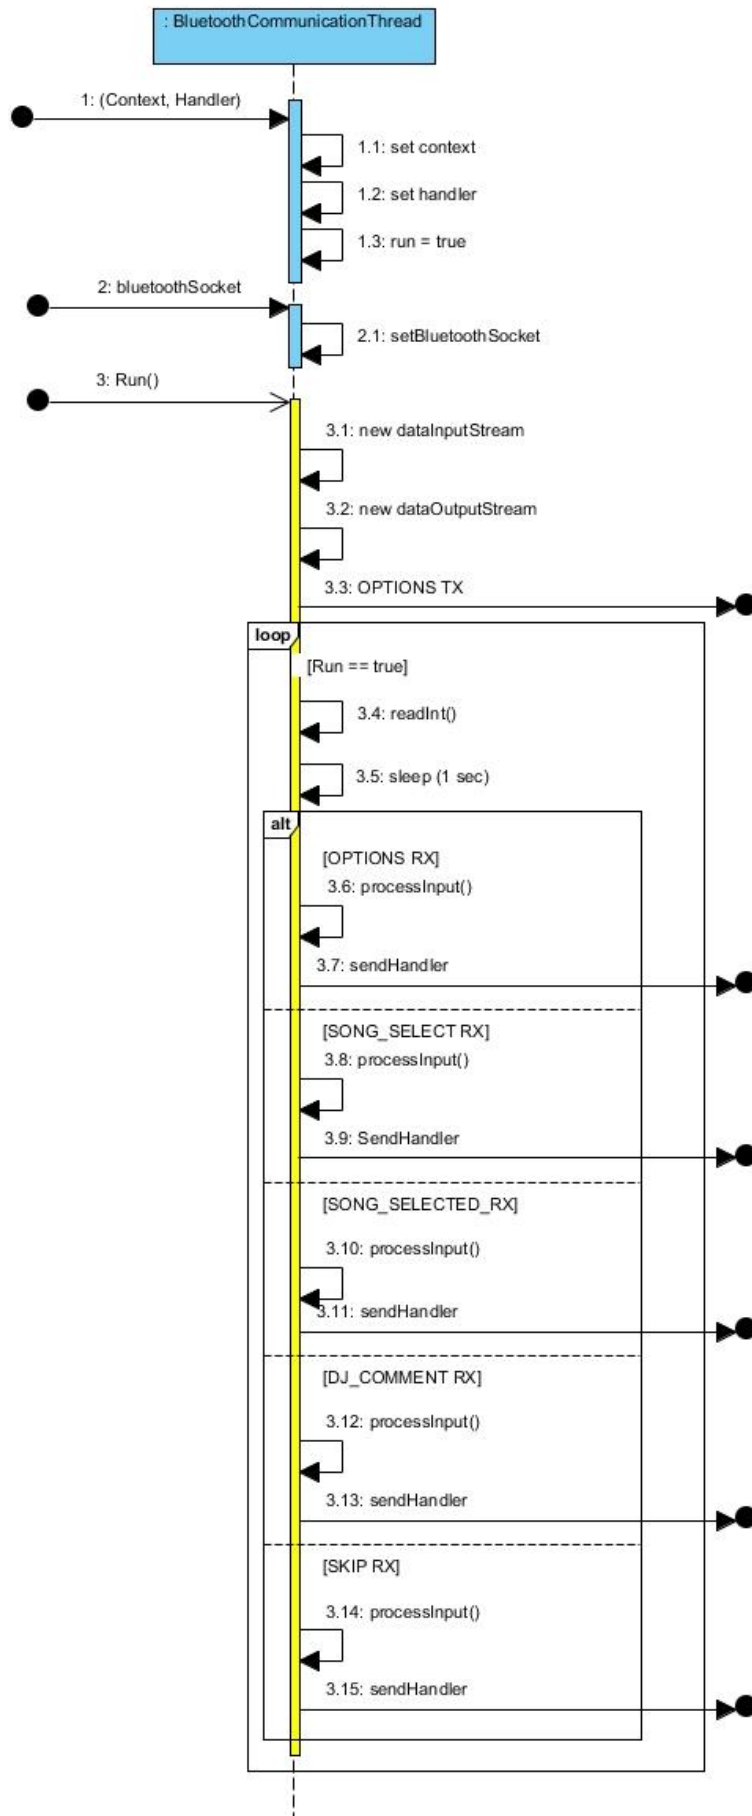 : BluetoothCommunicationThread
1: (Context, Handler)
1.1: set context
1.2: set handler
1.3: run = true
2: bluetoothSocket
2.1: setBluetoothSocket
3: Run()
3.1: new dataInputStream
3.2: new dataOutputStream
3.3: OPTIONS TX
loop
[Run == true]
3.4: readInt()
3.5: sleep (1 sec)
alt
[OPTIONS RX]
3.6: processInput()
3.7: sendHandler
[SONG_SELECT RX]
3.8: processInput()
3.9: SendHandler
[SONG_SELECTED_RX]
3.10: processInput()
3.11: sendHandler
[DJ_COMMENT RX]
3.12: processInput()
3.13: sendHandler
[SKIP RX]
3.14: processInput()
3.15: sendHandler